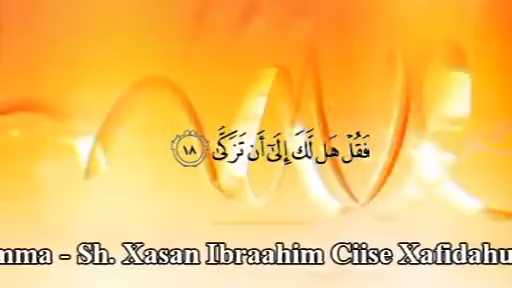 فَقُلْ هَل لَّكَ إِلَىٰٓ أَن تَزَكَّىٰ ١٨
mma - Sh. Xasan Ibraahim Ciise Xafidahu